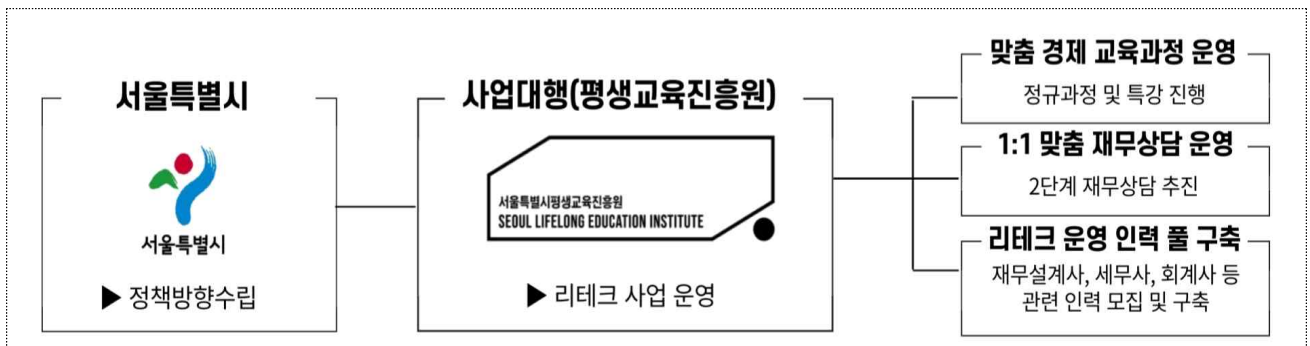 서울특별시
서울특별시
▶ 정책방향수립
사업대행(평생교육진흥원)
서울특별시평생교육진흥원
SEOUL LIFELONG EDUCATION INSTITUTE
▶ 리테크 사업 운영
맞춤 경제 교육과정 운영
정규과정 및 특강 진행
1:1 맞춤 재무상담 운영
2단계 재무상담 추진
리테크 운영 인력 풀 구축
재무설계사, 세무사, 회계사 등
관련 인력 모집 및 구축